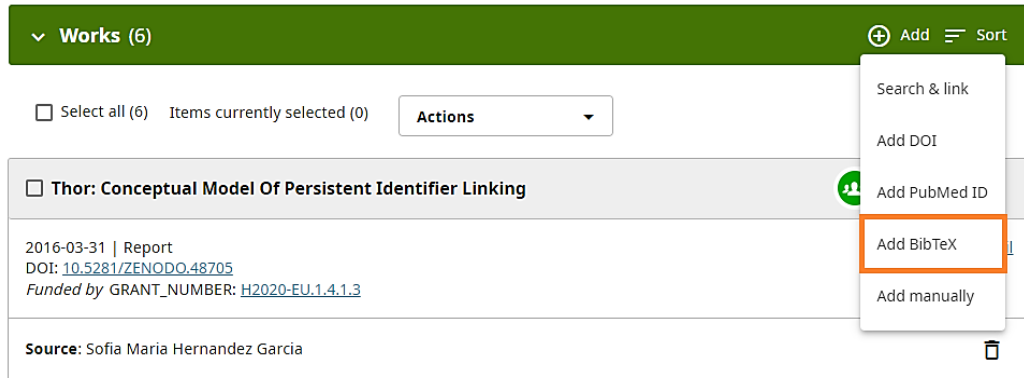 Works (6)
Add
Sort
Search & link
Select all (6)
Items currently selected (0)
Actions
Add DOI
Thor: Conceptual Model Of Persistent Identifier Linking
Add PubMed ID
2016-03-31 | Report
Add BibTeX
DOI: 10.5281/ZENODO.48705
Funded by GRANT_NUMBER: H2020-EU.1.4.1.3
Add manually
Source: Sofia Maria Hernandez Garcia